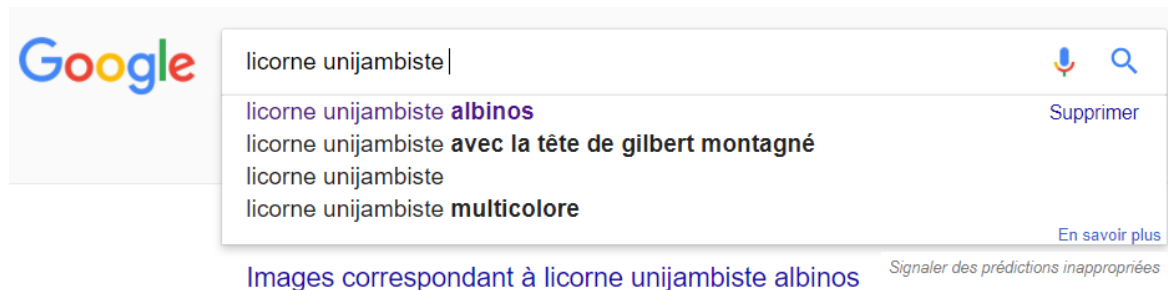 Google
licorne unijambiste
licorne unijambiste albinos Supprimer
licorne unijambiste avec la tête de gilbert montagné
licorne unijambiste
licorne unijambiste multicolore
En savoir plus
Images correspondant à licorne unijambiste albinos
Signaler des prédictions inappropriées